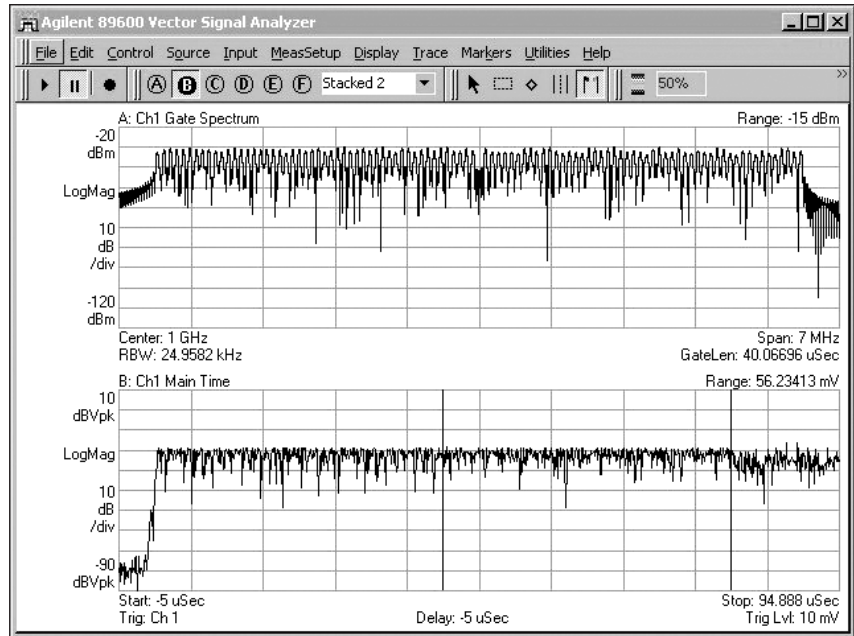 Agilent 89600 Vector Signal Analyzer
File Edit Control Source Input MeasSetup Display Trace Markers Utilities Help
A B C D E F Stacked 2 50%
A: Ch1 Gate Spectrum Range: -15 dBm
-20
dBm
LogMag
10
dB
/div
-120
dBm
Center: 1 GHz Span: 7 MHz
RBW: 24.9582 kHz GateLen: 40.06696 uSec
B: Ch1 Main Time Range: 56.23413 mV
10
dBVpk
LogMag
10
dB
/div
-90
dBVpk
Start: -5 uSec Stop: 94.888 uSec
Trig: Ch 1 Delay: -5 uSec Trig Lvl: 10 mV